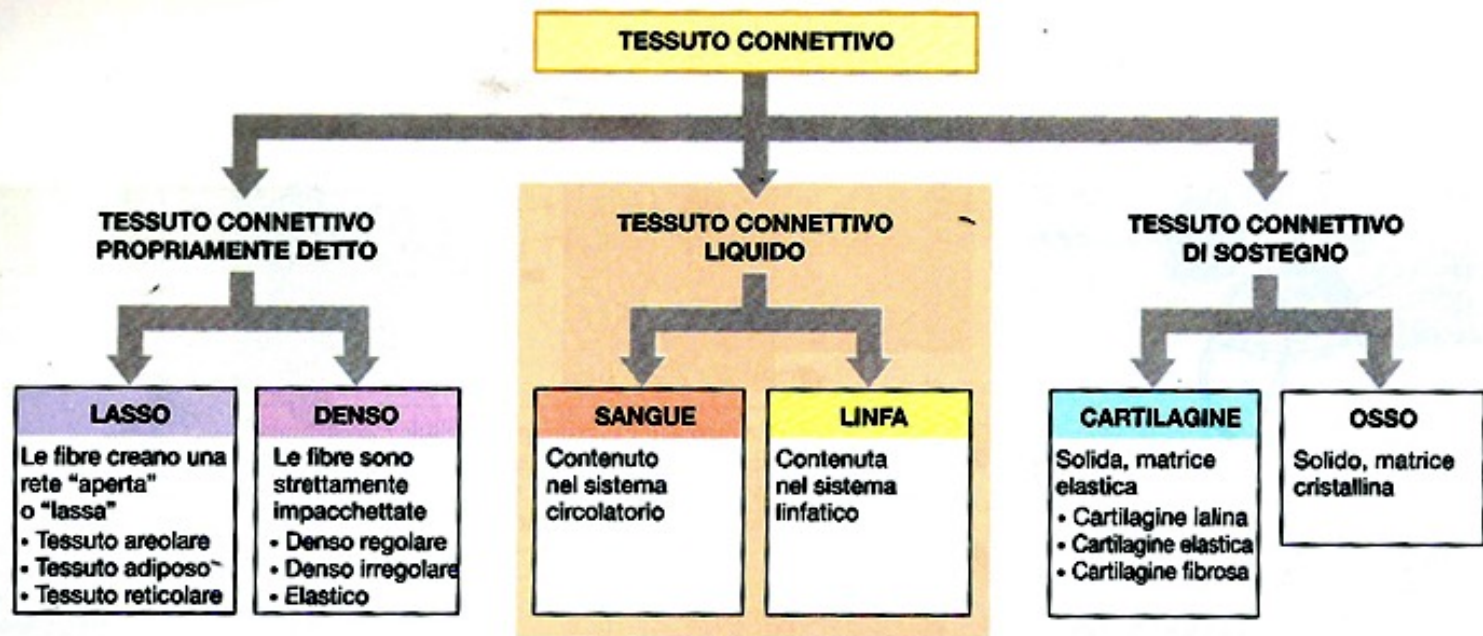 TESSUTO CONNETTIVO
TESSUTO CONNETTIVO
PROPRIAMENTE DETTO
TESSUTO CONNETTIVO
LIQUIDO
TESSUTO CONNETTIVO
DI SOSTEGNO
LASSO
Le fibre creano una
rete “aperta”
o “lassa”
• Tessuto areolare
• Tessuto adiposo
• Tessuto reticolare
DENSO
Le fibre sono
strettamente
impacchettate
• Denso regolare
• Denso irregolare
• Elastico
SANGUE
Contenuto
nel sistema
circolatorio
LINFA
Contenuta
nel sistema
linfatico
CARTILAGINE
Solida, matrice
elastica
• Cartilagine ialina
• Cartilagine elastica
• Cartilagine fibrosa
OSSO
Solido, matrice
cristallina